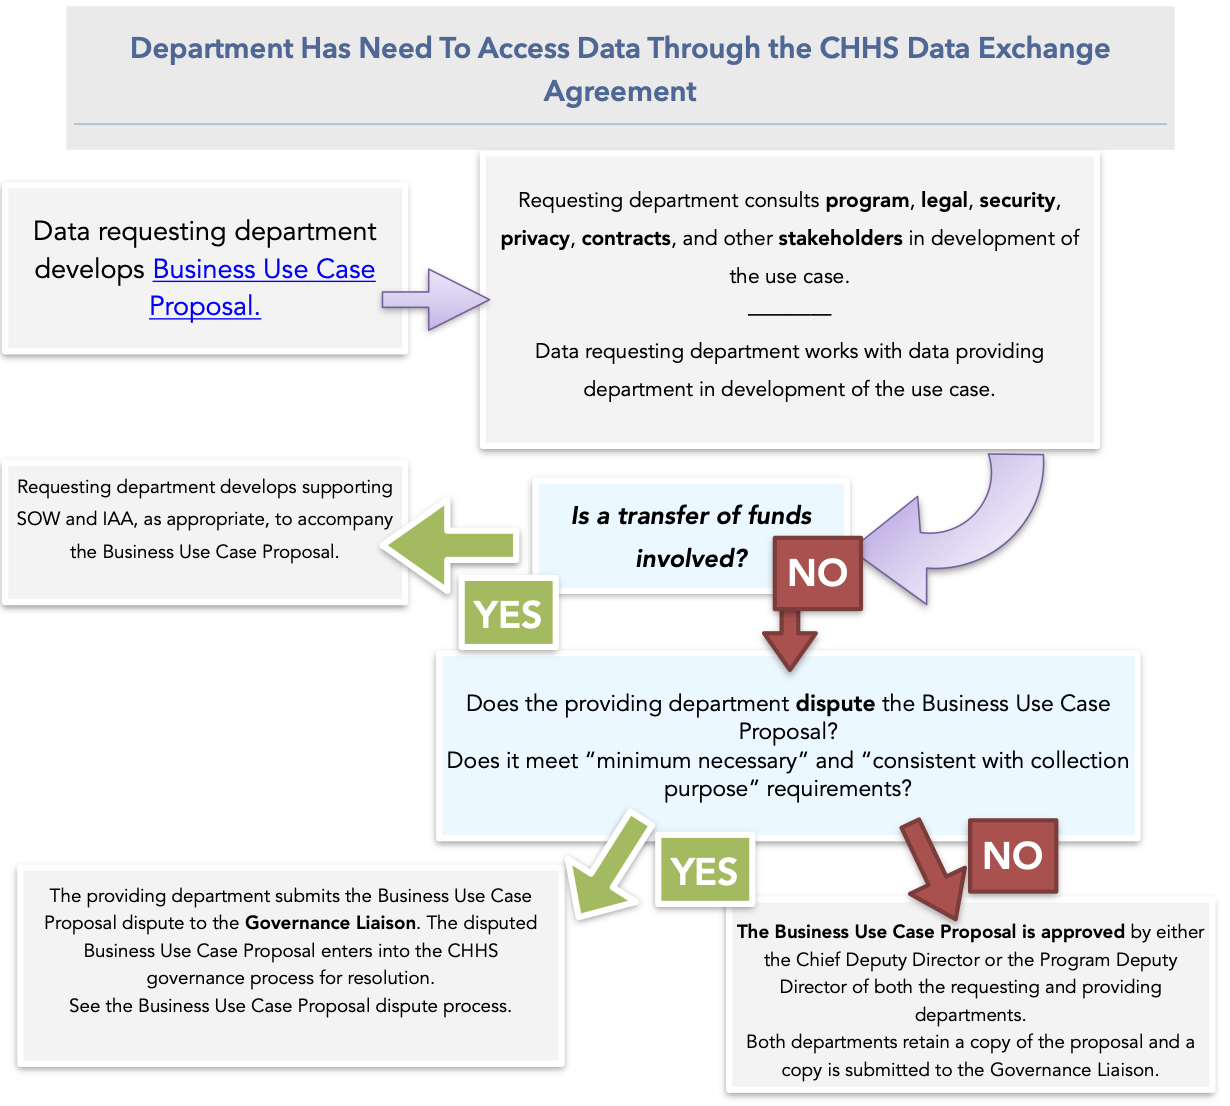 Department Has Need To Access Data Through the CHHS Data Exchange
Agreement
Data requesting department
develops Business Use Case
Proposal.
Requesting department consults program, legal, security,
privacy, contracts, and other stakeholders in development of
the use case.
Data requesting department works with data providing
department in development of the use case.
Is a transfer of funds
involved?
NO
YES
Requesting department develops supporting
SOW and IAA, as appropriate, to accompany
the Business Use Case Proposal.
Does the providing department dispute the Business Use Case
Proposal?
Does it meet “minimum necessary” and “consistent with collection
purpose” requirements?
YES
NO
The providing department submits the Business Use Case
Proposal dispute to the Governance Liaison. The disputed
Business Use Case Proposal enters into the CHHS
governance process for resolution.
See the Business Use Case Proposal dispute process.
The Business Use Case Proposal is approved by either
the Chief Deputy Director or the Program Deputy
Director of both the requesting and providing
departments.
Both departments retain a copy of the proposal and a
copy is submitted to the Governance Liaison.